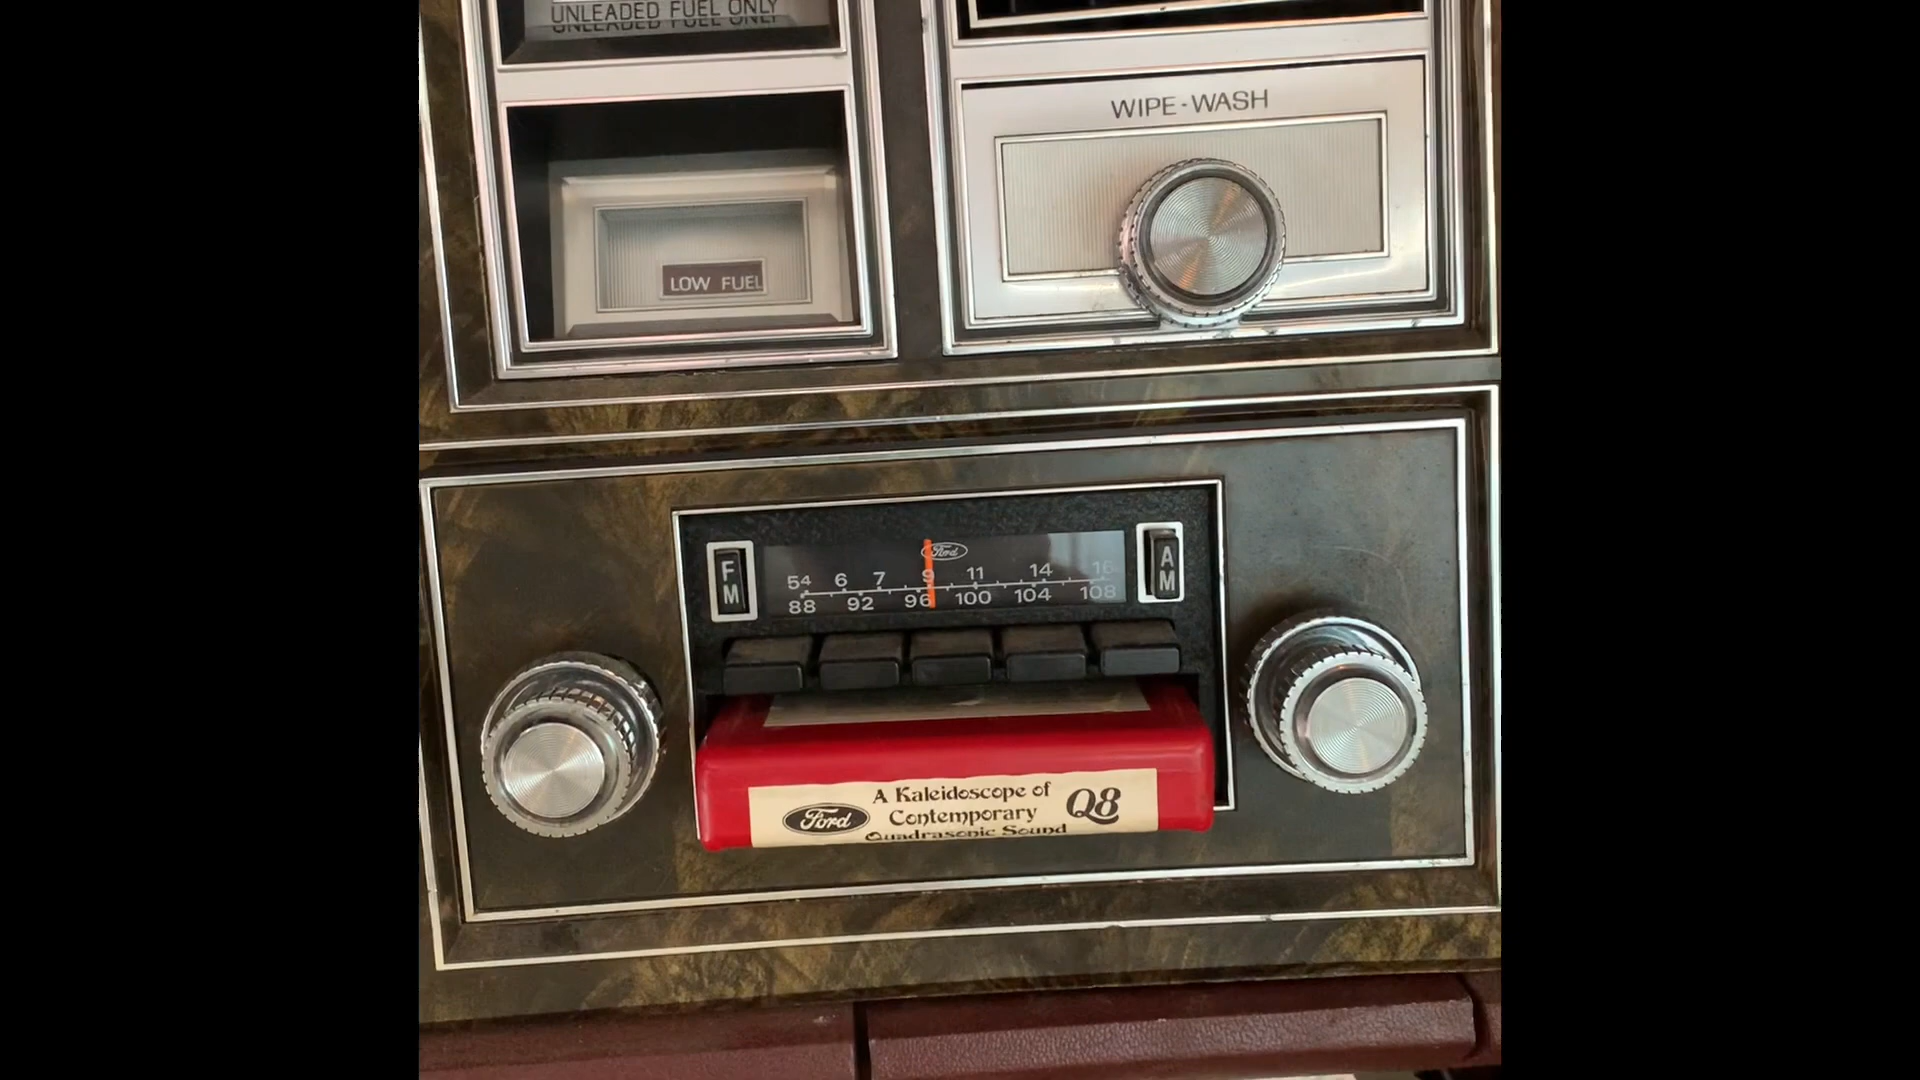 UNLEADED FUEL ONLY
WIPE-WASH
LOW FUEL
Ford
FM
54 6 7 9 11 14 16
88 92 96 100 104 108
AM
Ford
A Kaleidoscope of
Contemporary
Quadrasonic Sound
Q8